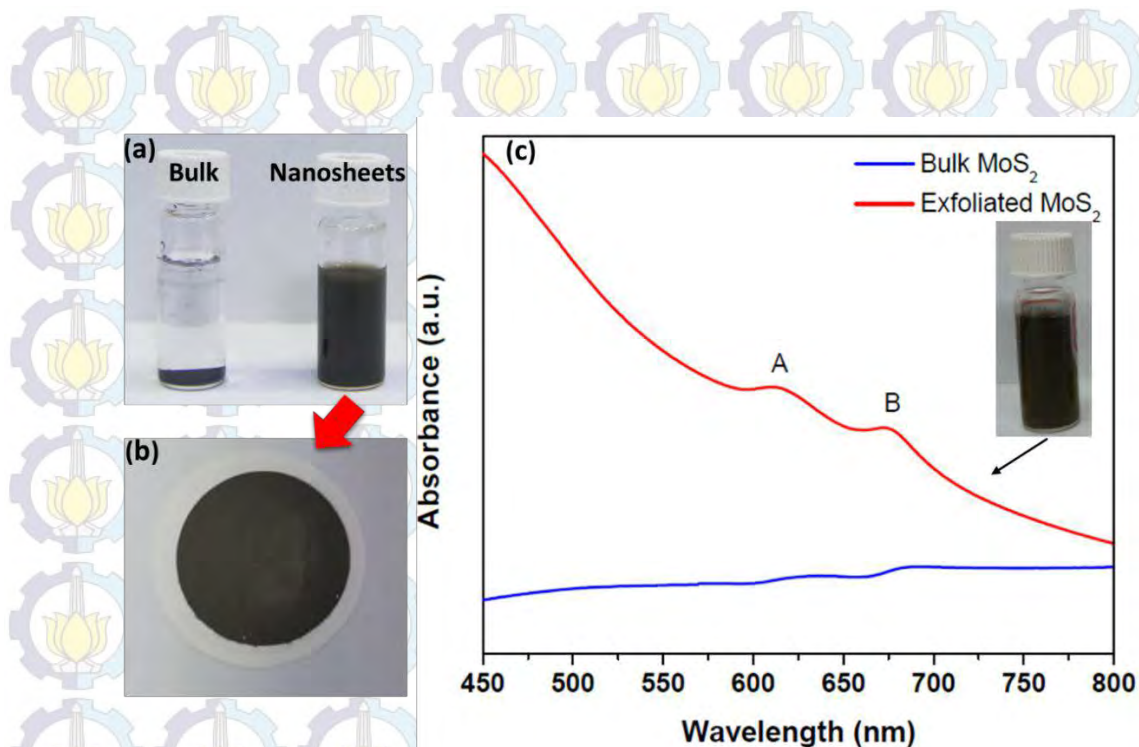 (a)
Bulk Nanosheets
(b)
(c)
Bulk MoS₂
Exfoliated MoS₂
A
B
Absorbance (a.u.)
450 500 550 600 650 700 750 800
Wavelength (nm)